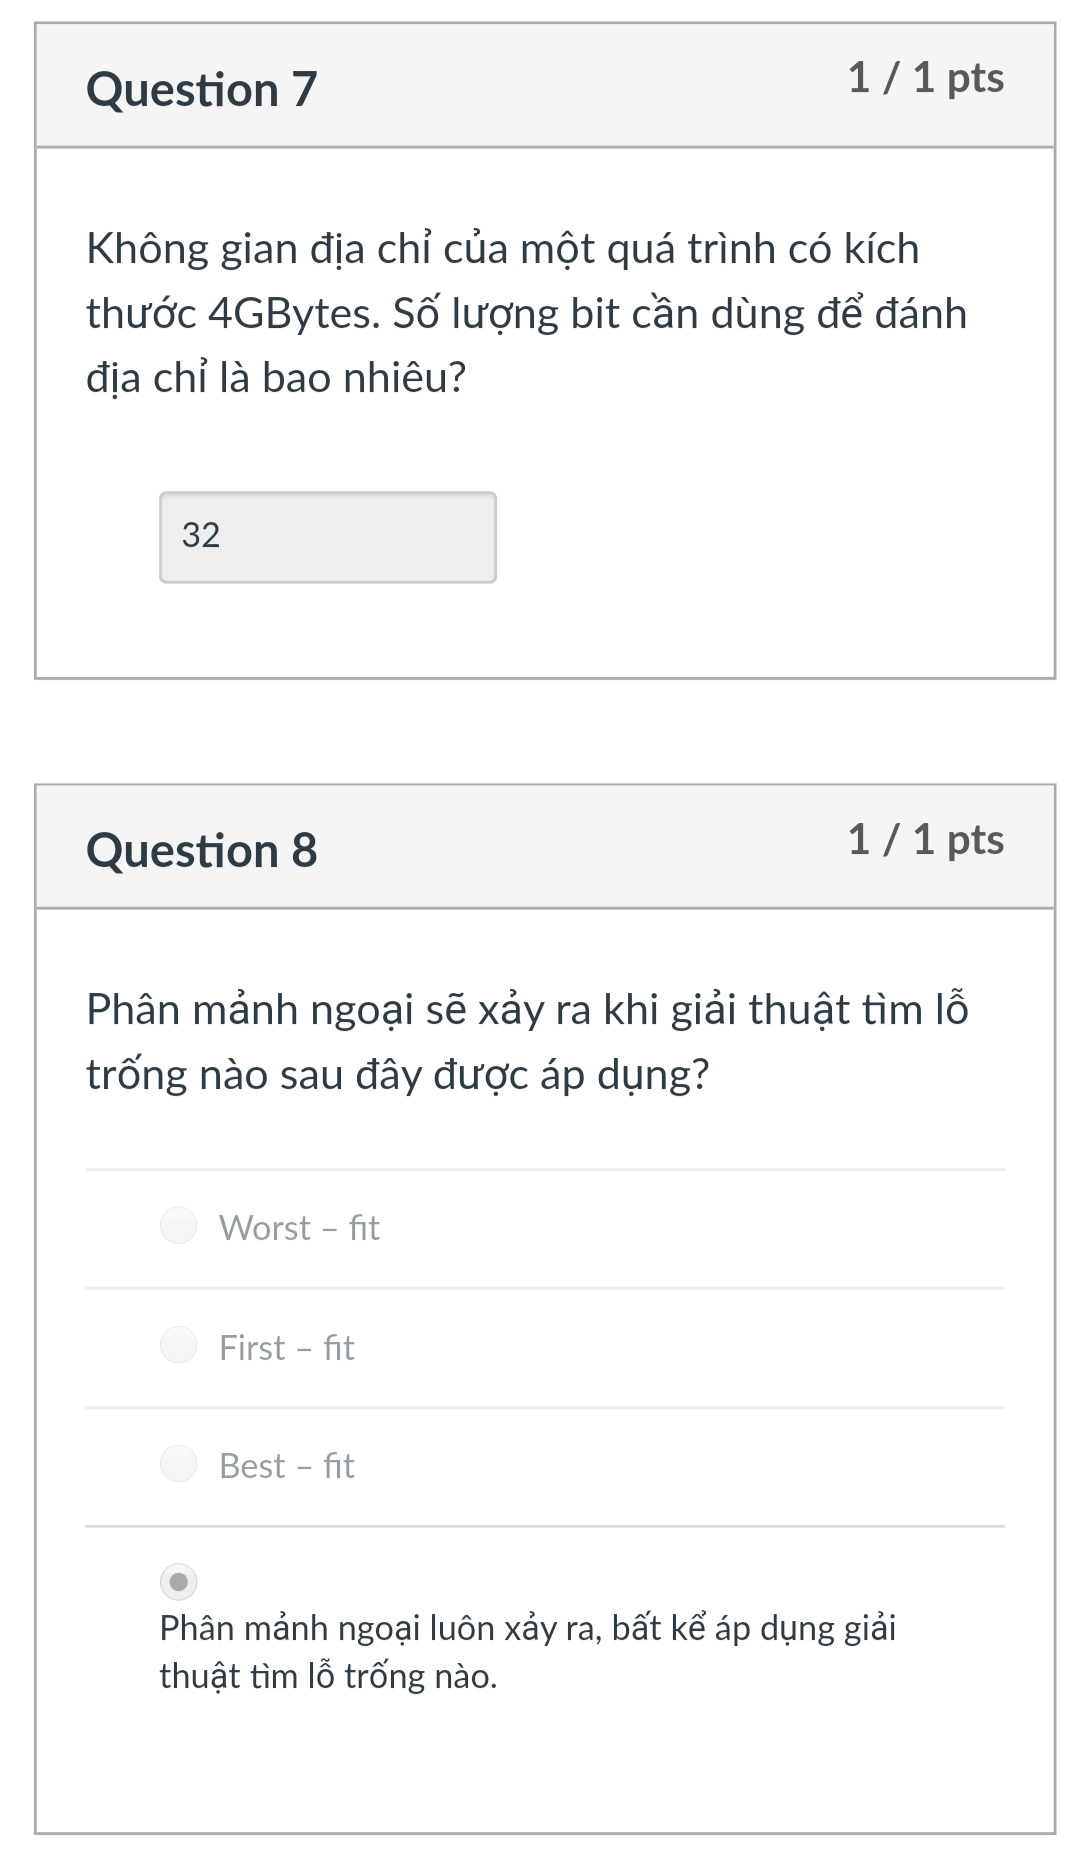 Question 7
1 / 1 pts
Không gian địa chỉ của một quá trình có kích
thước 4GBytes. Số lượng bit cần dùng để đánh
địa chỉ là bao nhiêu?
32
Question 8
1 / 1 pts
Phân mảnh ngoại sẽ xảy ra khi giải thuật tìm lỗ
trống nào sau đây được áp dụng?
Worst – fit
First – fit
Best – fit
Phân mảnh ngoại luôn xảy ra, bất kể áp dụng giải
thuật tìm lỗ trống nào.